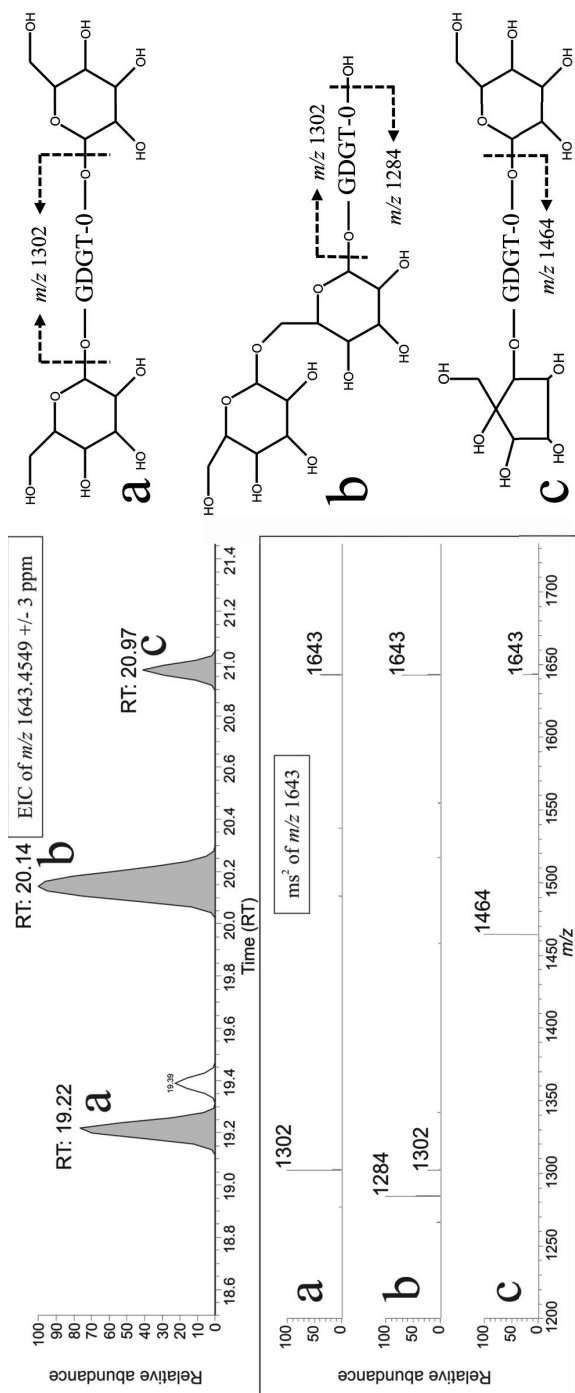 EIC of m/z 1643.4549 +/- 3 ppm
RT: 19.22
a
19.39
RT: 20.14
b
RT: 20.97
c
Relative abundance
100
90
80
70
60
50
40
30
20
10
0
18.6 18.8 19.0 19.2 19.4 19.6 19.8 20.0 20.2 20.4 20.6 20.8 21.0 21.2 21.4
Time (RT)
ms² of m/z 1643
Relative abundance
a
100
50
0
1302
1643
b
100
50
0
1284
1302
1643
c
100
50
0
1464
1643
1200 1250 1300 1350 1400 1450 1500 1550 1600 1650 1700
m/z
a
HO
O
HO
OH
OH
O
m/z 1302
GDGT-0
O
OH
O
OH
OH
HO
b
HO
O
HO
OH
OH
O
O
HO
OH
OH
O
m/z 1302
GDGT-0
OH
m/z 1284
c
OH
HO
HO
HO
OH
O
GDGT-0
m/z 1464
O
OH
O
OH
OH
HO